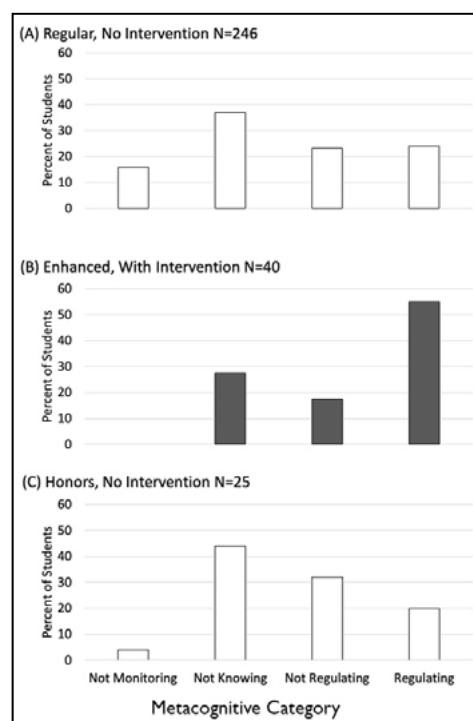 (A) Regular, No Intervention N=246
60
50
40
30
20
10
0
Percent of Students
(B) Enhanced, With Intervention N=40
60
50
40
30
20
10
0
Percent of Students
(C) Honors, No Intervention N=25
60
50
40
30
20
10
0
Percent of Students
Not Monitoring Not Knowing Not Regulating Regulating
Metacognitive Category